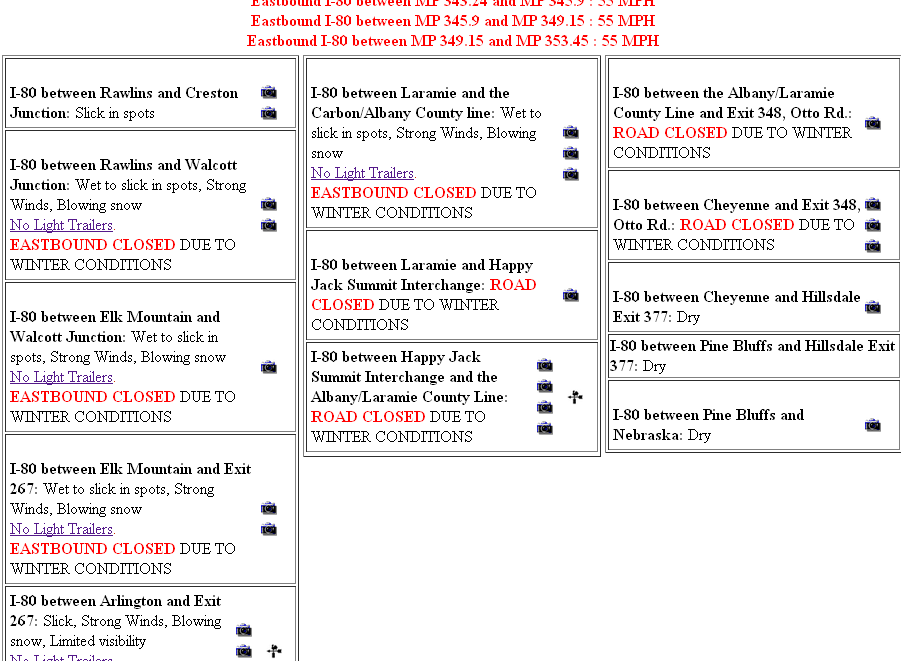 Eastbound I-80 between MP 343.24 and MP 345.9 : 55 MPH
Eastbound I-80 between MP 345.9 and MP 349.15 : 55 MPH
Eastbound I-80 between MP 349.15 and MP 353.45 : 55 MPH
I-80 between Rawlins and Creston
Junction: Slick in spots
I-80 between Rawlins and Walcott
Junction: Wet to slick in spots, Strong
Winds, Blowing snow
No Light Trailers.
EASTBOUND CLOSED DUE TO
WINTER CONDITIONS
I-80 between Elk Mountain and
Walcott Junction: Wet to slick in
spots, Strong Winds, Blowing snow
No Light Trailers.
EASTBOUND CLOSED DUE TO
WINTER CONDITIONS
I-80 between Elk Mountain and Exit
267: Wet to slick in spots, Strong
Winds, Blowing snow
No Light Trailers.
EASTBOUND CLOSED DUE TO
WINTER CONDITIONS
I-80 between Arlington and Exit
267: Slick, Strong Winds, Blowing
snow, Limited visibility
No Light Trailers.
I-80 between Laramie and the
Carbon/Albany County line: Wet to
slick in spots, Strong Winds, Blowing
snow
No Light Trailers.
EASTBOUND CLOSED DUE TO
WINTER CONDITIONS
I-80 between Laramie and Happy
Jack Summit Interchange: ROAD
CLOSED DUE TO WINTER
CONDITIONS
I-80 between Happy Jack
Summit Interchange and the
Albany/Laramie County Line:
ROAD CLOSED DUE TO
WINTER CONDITIONS
I-80 between the Albany/Laramie
County Line and Exit 348, Otto Rd.:
ROAD CLOSED DUE TO WINTER
CONDITIONS
I-80 between Cheyenne and Exit 348,
Otto Rd.: ROAD CLOSED DUE TO
WINTER CONDITIONS
I-80 between Cheyenne and Hillsdale
Exit 377: Dry
I-80 between Pine Bluffs and Hillsdale Exit
377: Dry
I-80 between Pine Bluffs and
Nebraska: Dry